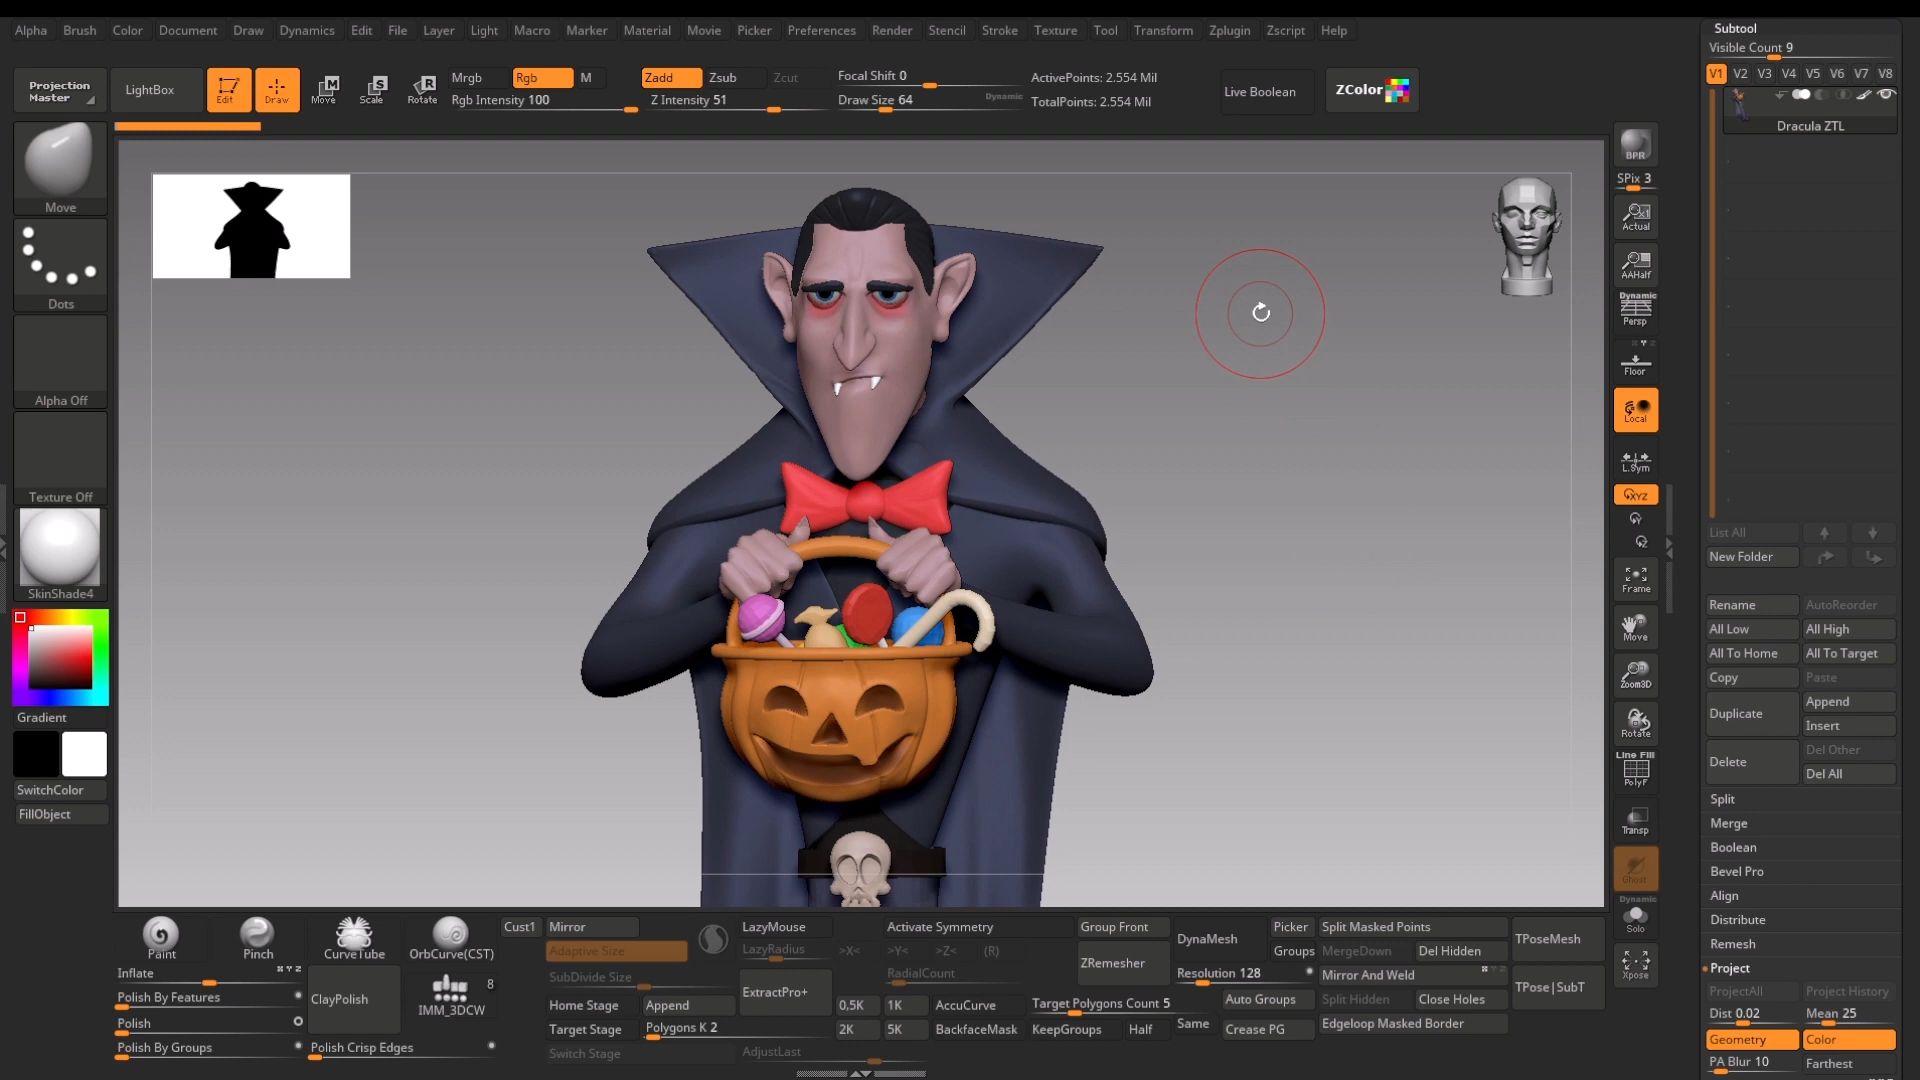 Alpha Brush Color Document Draw Dynamics Edit File Layer Light Macro Marker Material Movie Picker Preferences Render Stencil Stroke Texture Tool Transform Zplugin Zscript Help
Projection Master
LightBox
Edit
Draw
Move
Scale
Rotate
Mrgb Rgb M
Rgb Intensity 100
Zadd Zsub Zcut
Z Intensity 51
Focal Shift 0
Draw Size 64
Dynamic
ActivePoints: 2.554 Mil
TotalPoints: 2.554 Mil
Live Boolean
ZColor
Move
Dots
Alpha Off
Texture Off
SkinShade4
Gradient
SwitchColor
FillObject
BPR
SPix 3
Actual
AAHalf
Dynamic
Persp
Floor
Local
L.Sym
XYZ
Frame
Move
Zoom3D
Rotate
Line Fill
PolyF
Transp
Ghost
Dynamic
Solo
Xpose
Subtool
Visible Count 9
V1 V2 V3 V4 V5 V6 V7 V8
Dracula ZTL
List All
New Folder
Rename AutoReorder
All Low All High
All To Home All To Target
Copy Paste
Duplicate
Append
Insert
Delete
Del Other
Del All
Split
Merge
Boolean
Bevel Pro
Align
Distribute
Remesh
Project
ProjectAll Project History
Dist 0.02 Mean 25
Geometry Color
PA Blur 10 Farthest
Paint
Pinch
CurveTube
OrbCurve(CST)
Inflate
Polish By Features
Polish
Polish By Groups
ClayPolish
8
IMM_3DCW
Polish Crisp Edges
Cust1 Mirror
Adaptive Size
SubDivide Size
Home Stage Append
Target Stage Polygons K 2
Switch Stage
LazyMouse
LazyRadius
ExtractPro+
AdjustLast
Activate Symmetry
>X< >Y< >Z< (R)
RadialCount
0,5K 1K AccuCurve
2K 5K BackfaceMask
Group Front
ZRemesher
Target Polygons Count 5
KeepGroups Half Same
DynaMesh
Picker
Groups
Resolution 128
Auto Groups
Crease PG
Split Masked Points
MergeDown Del Hidden
Mirror And Weld
Split Hidden Close Holes
Edgeloop Masked Border
TPoseMesh
TPose|SubT